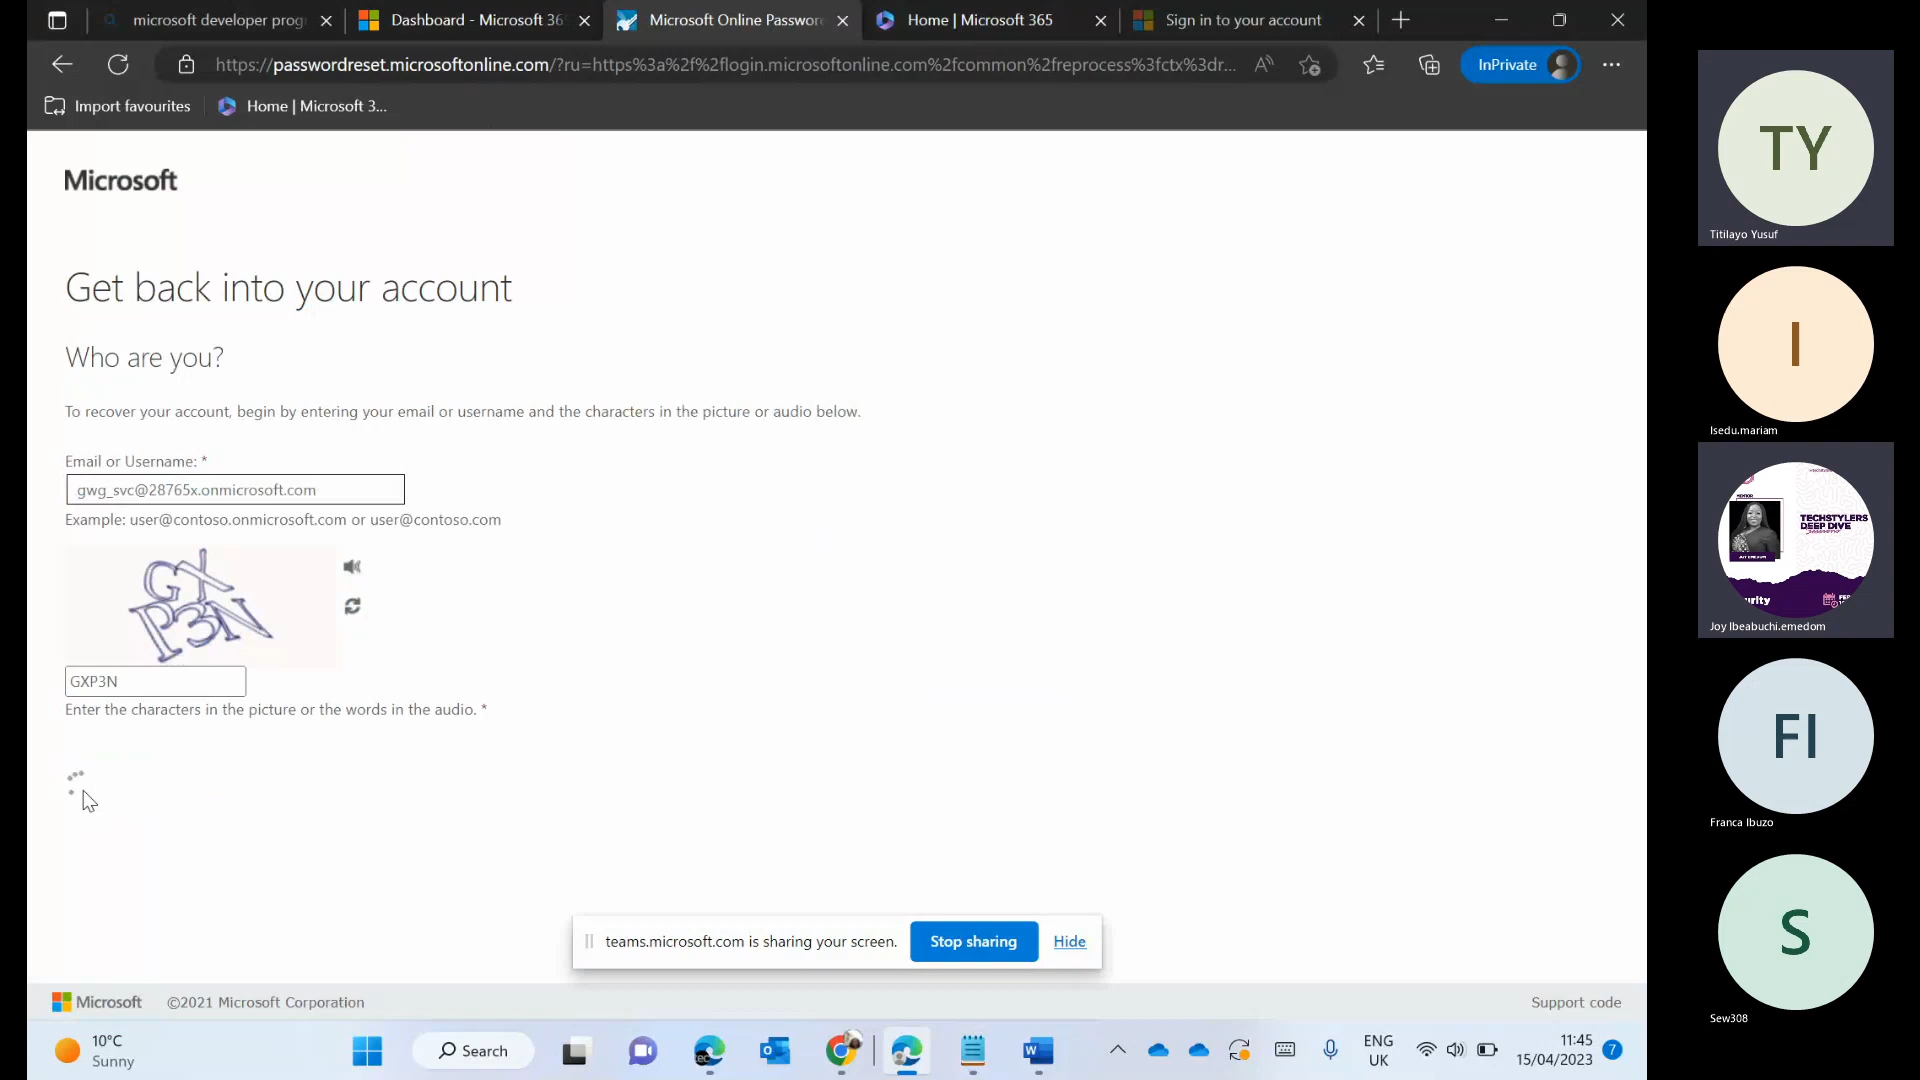 microsoft developer prog
Dashboard - Microsoft 36
Microsoft Online Passwor
Home | Microsoft 365
Sign in to your account
https://passwordreset.microsoftonline.com/?ru=https%3a%2f%2flogin.microsoftonline.com%2fcommon%2freprocess%3fctx%3dr...
InPrivate
Import favourites
Home | Microsoft 3...
Microsoft
Get back into your account
Who are you?
To recover your account, begin by entering your email or username and the characters in the picture or audio below.
Email or Username: *
gwg_svc@28765x.onmicrosoft.com
Example: user@contoso.onmicrosoft.com or user@contoso.com
GX
P3N
GXP3N
Enter the characters in the picture or the words in the audio. *
teams.microsoft.com is sharing your screen.
Stop sharing
Hide
Microsoft
©2021 Microsoft Corporation
Support code
10°C
Sunny
Search
ENG
UK
11:45
15/04/2023
7
TY
Titilayo Yusuf
I
Isedu.mariam
MENTOR
TECHSTYLERS
DEEP DIVE
urity
Joy Ibeabuchi.emedom
FI
Franca Ibuzo
S
Sew308